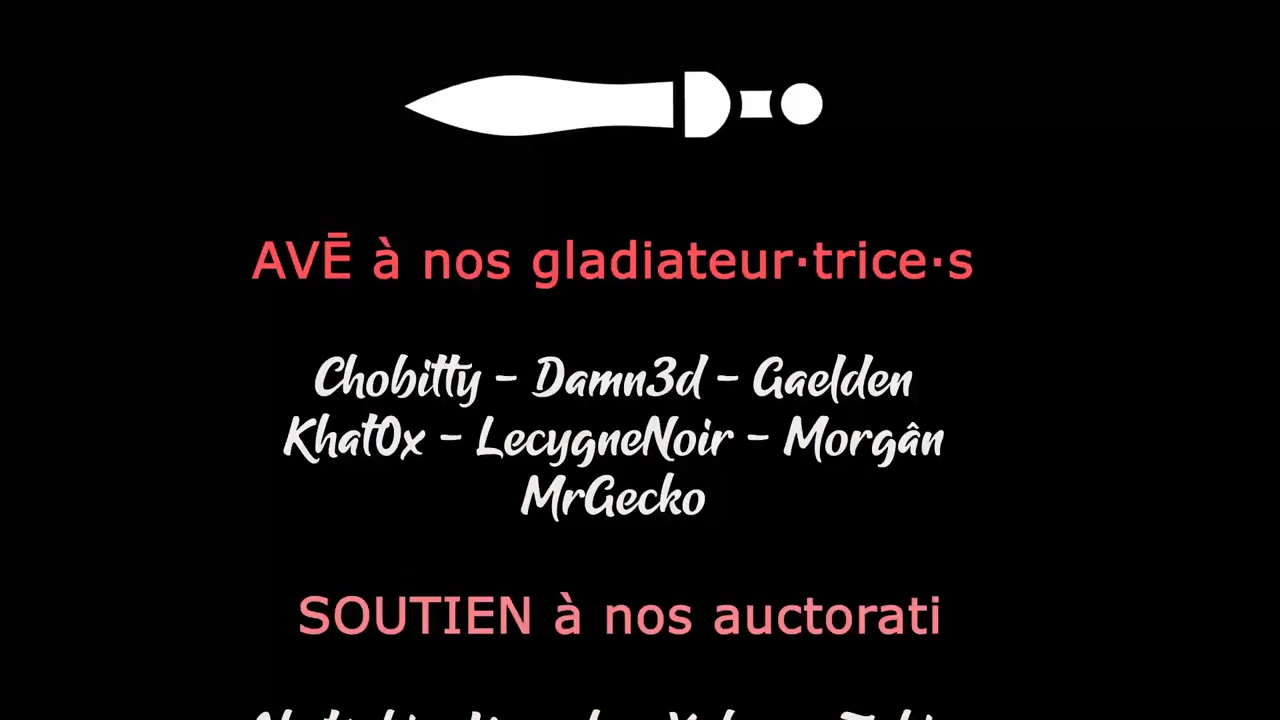 AVĒ à nos gladiateur·trice·s
Chobitty - Damn3d - Gaelden
Khat0x - LecygneNoir - Morgân
MrGecko
SOUTIEN à nos auctorati